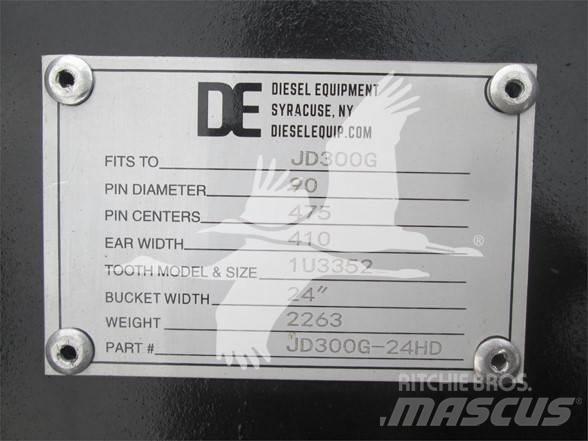 DE
DIESEL EQUIPMENT
SYRACUSE, NY
DIESELEQUIP.COM
FITS TO JD300G
PIN DIAMETER 90
PIN CENTERS 475
EAR WIDTH 410
TOOTH MODEL & SIZE 1U3352
BUCKET WIDTH 24"
WEIGHT 2263
PART # JD300G-24HD
®
RITCHIE BROS.
MASCUS